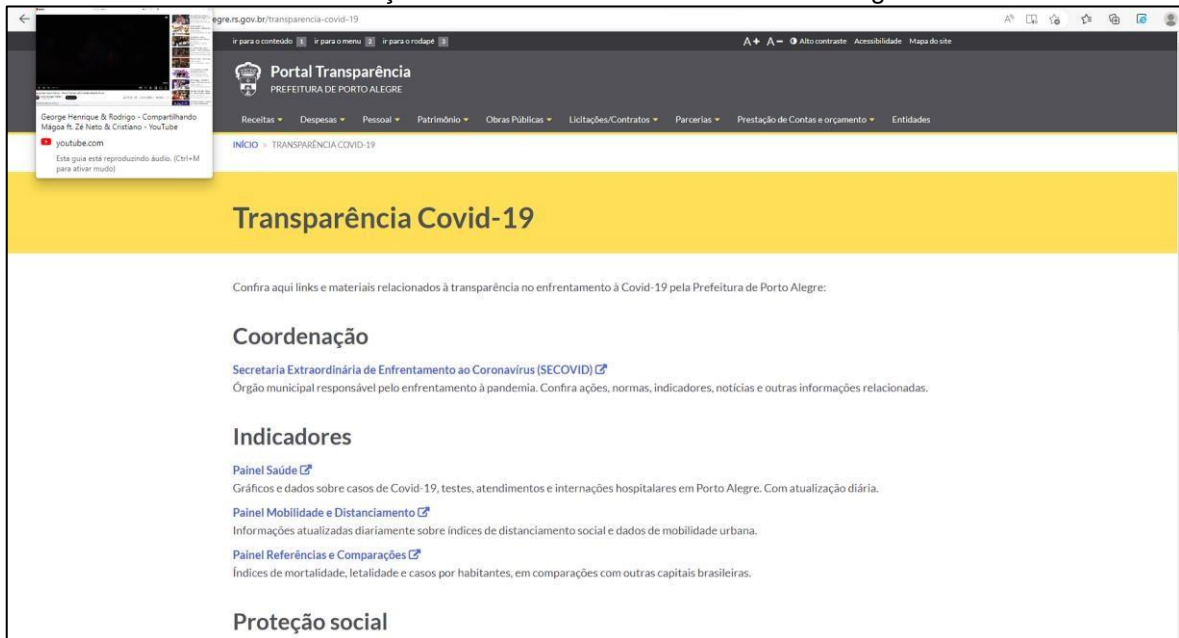 egre.rs.gov.br/transparencia-covid-19
ir para o conteúdo 1 ir para o menu 2 ir para o rodapé 3 A+ A- Alto contraste Acessibilidade Mapa do site
Portal Transparência
PREFEITURA DE PORTO ALEGRE
Receitas Despesas Pessoal Patrimônio Obras Públicas Licitações/Contratos Parcerias Prestação de Contas e orçamento Entidades
George Henrique & Rodrigo - Compartilhando
Mágoa ft. Zé Neto & Cristiano - YouTube
youtube.com
Esta guia está reproduzindo áudio. (Ctrl+M
para ativar mudo)
INÍCIO > TRANSPARÊNCIA COVID-19
Transparência Covid-19
Confira aqui links e materiais relacionados à transparência no enfrentamento à Covid-19 pela Prefeitura de Porto Alegre:
Coordenação
Secretaria Extraordinária de Enfrentamento ao Coronavírus (SECOVID)
Órgão municipal responsável pelo enfrentamento à pandemia. Confira ações, normas, indicadores, notícias e outras informações relacionadas.
Indicadores
Painel Saúde
Gráficos e dados sobre casos de Covid-19, testes, atendimentos e internações hospitalares em Porto Alegre. Com atualização diária.
Painel Mobilidade e Distanciamento
Informações atualizadas diariamente sobre índices de distanciamento social e dados de mobilidade urbana.
Painel Referências e Comparações
Índices de mortalidade, letalidade e casos por habitantes, em comparações com outras capitais brasileiras.
Proteção social